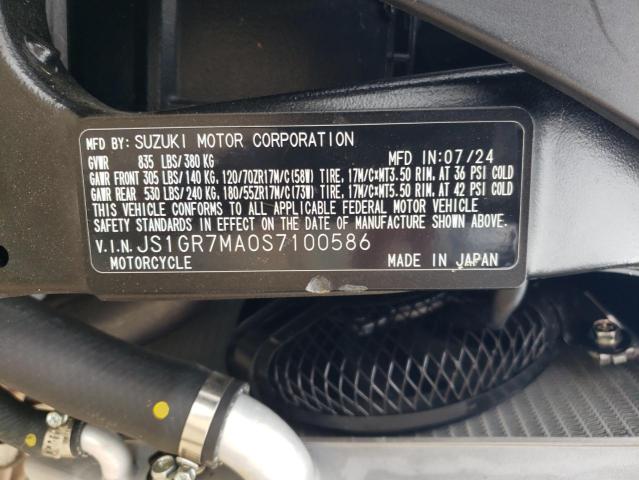 MFD BY: SUZUKI MOTOR CORPORATION
GVWR 835 LBS/380 KG MFD IN:07/24
GAWR FRONT 305 LBS/140 KG, 120/70ZR17M/C(58W) TIRE, 17M/C×MT3.50 RIM, AT 36 PSI COLD
GAWR REAR 530 LBS/240 KG, 180/55ZR17M/C(73W) TIRE, 17M/C×MT5.50 RIM, AT 42 PSI COLD
THIS VEHICLE CONFORMS TO ALL APPLICABLE FEDERAL MOTOR VEHICLE
SAFETY STANDARDS IN EFFECT ON THE DATE OF MANUFACTURE SHOWN ABOVE.
V.I.N. JS1GR7MA0S7100586
MOTORCYCLE MADE IN JAPAN